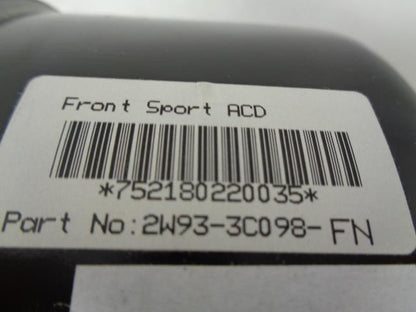 Front Sport ACD
*752180220035*
Part No:2W93-3C098-FN